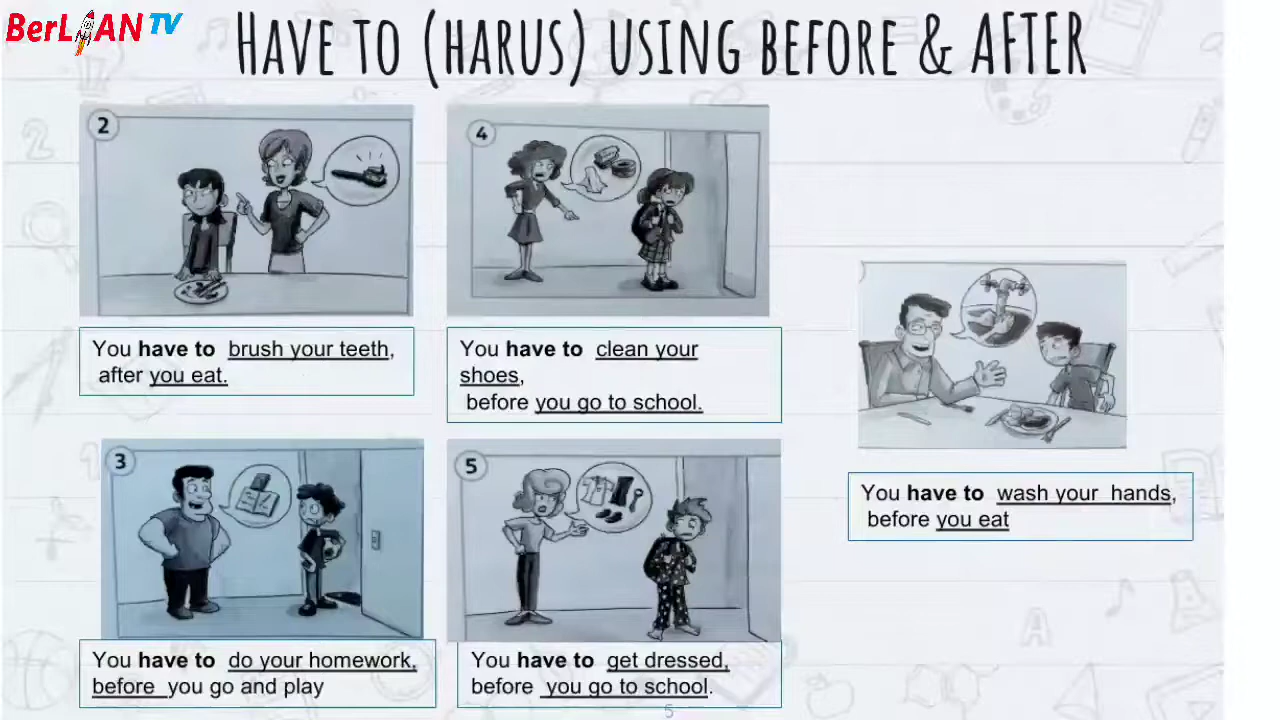 BerLIAN TV
HAVE TO (HARUS) USING BEFORE & AFTER
2
You have to brush your teeth,
after you eat.
4
You have to clean your
shoes,
before you go to school.
3
You have to do your homework,
before you go and play
5
You have to get dressed,
before you go to school.
You have to wash your hands,
before you eat
5